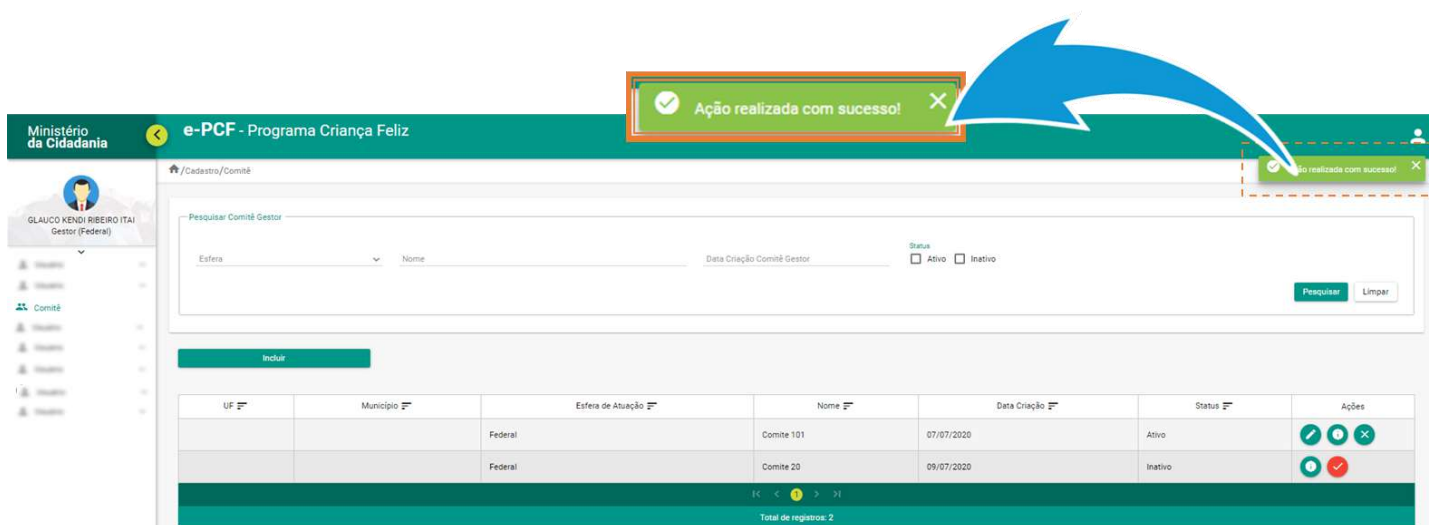 Ação realizada com sucesso!
Ministério
da Cidadania
e-PCF - Programa Criança Feliz
/Cadastro/Comitê
realizada com sucesso!
GLAUCO KENDI RIBEIRO ITAI
Gestor (Federal)
Pesquisar Comitê Gestor
Esfera
Nome
Data Criação Comitê Gestor
Status
Ativo
Inativo
Pesquisar
Limpar
Comitê
Incluir
UF Município Esfera de Atuação Nome Data Criação Status Ações
Federal Comite 101 07/07/2020 Ativo
Federal Comite 20 09/07/2020 Inativo
1
Total de registros: 2